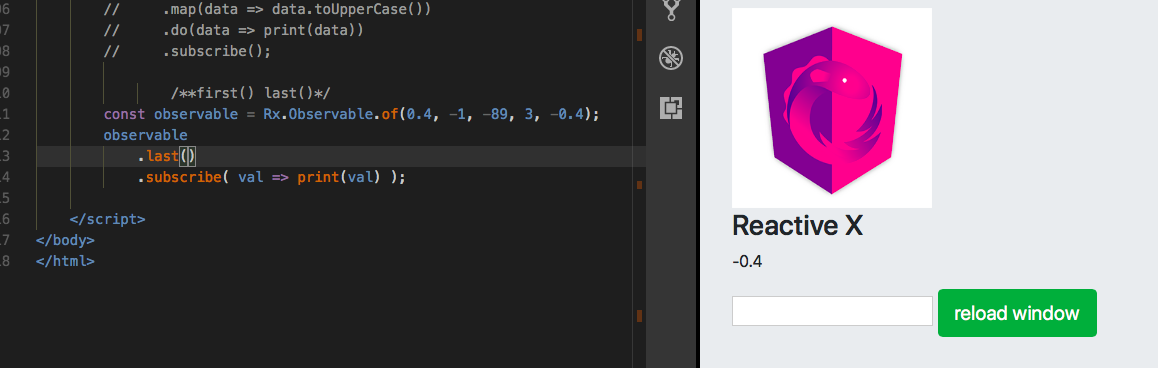 06 //     .map(data => data.toUpperCase())
07 //     .do(data => print(data))
08 //     .subscribe();
09
10 /**first() last()*/
11 const observable = Rx.Observable.of(0.4, -1, -89, 3, -0.4);
12 observable
13 .last()
14 .subscribe( val => print(val) );
15
16 </script>
17 </body>
18 </html>
Reactive X
-0.4
reload window